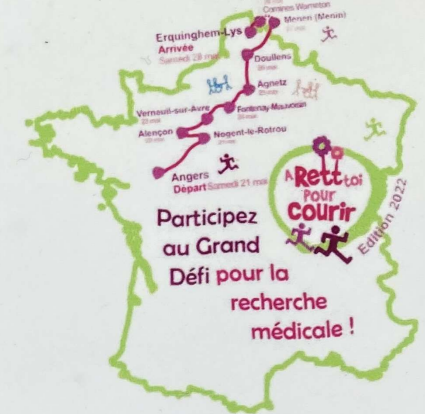 Comines Warneton
Menen (Menin)
Erquinghem-Lys
Arrivée
Samedi 28 mai
Doullens
Agnetz
Verneuil-sur-Avre
Fontenay-Mauvoisin
Alençon
Nogent-le-Rotrou
Angers
Départ Samedi 21 mai
A Rett toi
Pour
courir
Edition 2022
Participez
au Grand
Défi pour la
recherche
médicale !